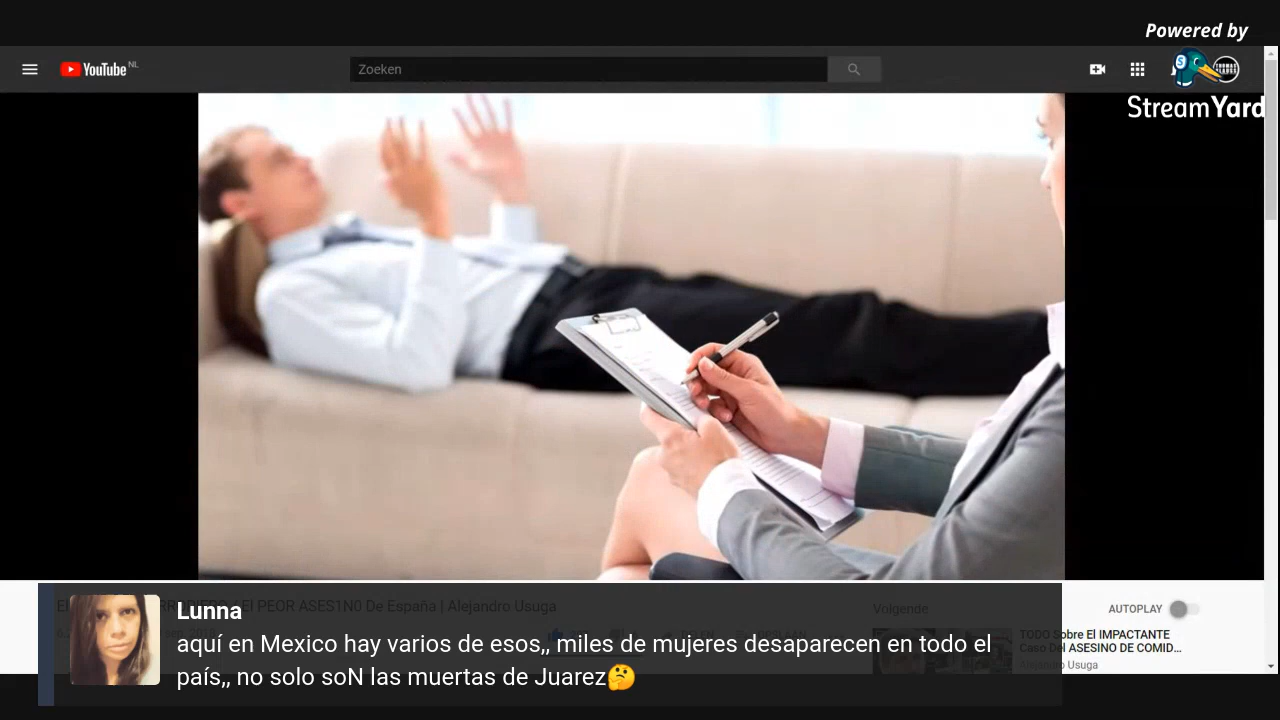 Powered by
YouTube NL
Zoeken
StreamYard
El PEOR ASES1N0 De España | Alejandro Usuga
Volgende
AUTOPLAY
TODO Sobre El IMPACTANTE
Caso Del ASESINO DE COMID...
Alejandro Usuga
Lunna
aquí en Mexico hay varios de esos,, miles de mujeres desaparecen en todo el
país,, no solo soN las muertas de Juarez🤔